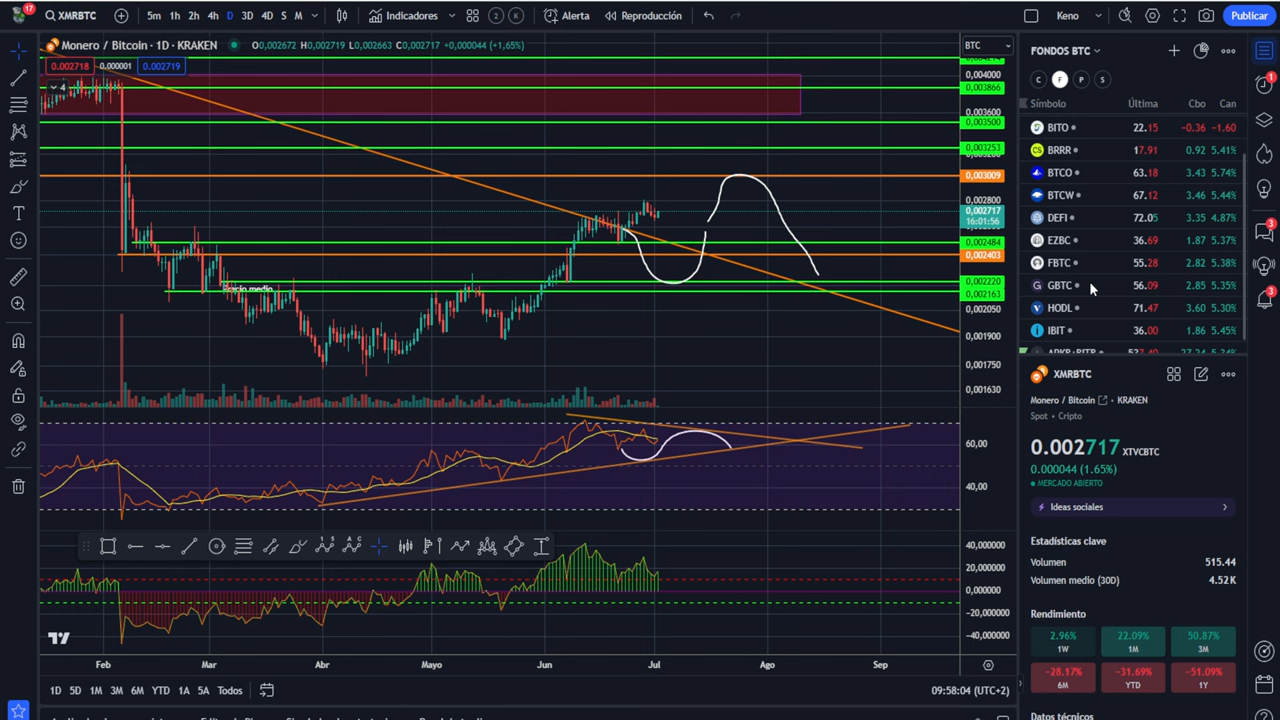 17 XMRBTC 5m 1h 2h 4h D 3D 4D S M Indicadores 2 K Alerta Reproducción Keno Publicar
Monero / Bitcoin · 1D · KRAKEN O0,002672 H0,002719 L0,002663 C0,002717 +0,000044 (+1,65%)
0,002718 0,000001 0,002719
4
BTC
0,004000
0,003866
0,003600
0,003500
0,003253
0,003009
0,002800
0,002717
16:01:56
0,002484
0,002403
0,002220
0,002163
0,002050
0,001900
0,001750
0,001630
60,00
40,00
40,000000
20,000000
0,000000
−20,000000
−40,000000
Feb Mar Abr Mayo Jun Jul Ago Sep
1D 5D 1M 3M 6M YTD 1A 5A Todos
09:58:04 (UTC+2)
FONDOS BTC
C F P S
Símbolo Última Cbo Can
BITO 22.15 -0.36 -1.60
BRRR 17.91 0.92 5.41%
BTCO 63.18 3.43 5.74%
BTCW 67.12 3.46 5.44%
DEFI 72.05 3.35 4.87%
EZBC 36.69 1.87 5.37%
FBTC 55.28 2.82 5.38%
GBTC 56.09 2.85 5.35%
HODL 71.47 3.60 5.30%
IBIT 36.00 1.86 5.45%
XMRBTC
Monero / Bitcoin · KRAKEN
Spot · Cripto
0.002717 XTVCBTC
0.000044 (1.65%)
MERCADO ABIERTO
Ideas sociales
Estadísticas clave
Volumen 515.44
Volumen medio (30D) 4.52K
Rendimiento
2.96% 22.09% 50.87%
1W 1M 3M
-28.17% -31.69% -51.09%
6M YTD 1Y
Datos técnicos
1
3
3